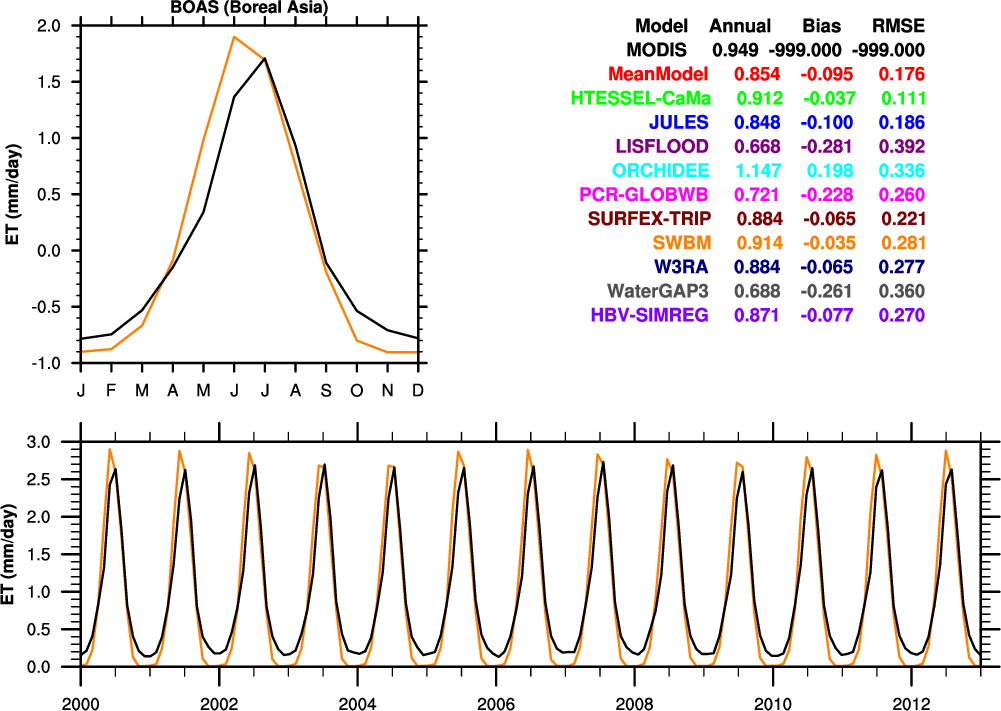 BOAS (Boreal Asia)
Model Annual Bias RMSE
MODIS 0.949 -999.000 -999.000
MeanModel 0.854 -0.095 0.176
HTESSEL-CaMa 0.912 -0.037 0.111
JULES 0.848 -0.100 0.186
LISFLOOD 0.668 -0.281 0.392
ORCHIDEE 1.147 0.198 0.336
PCR-GLOBWB 0.721 -0.228 0.260
SURFEX-TRIP 0.884 -0.065 0.221
SWBM 0.914 -0.035 0.281
W3RA 0.884 -0.065 0.277
WaterGAP3 0.688 -0.261 0.360
HBV-SIMREG 0.871 -0.077 0.270
ET (mm/day)
2.0
1.5
1.0
0.5
0.0
-0.5
-1.0
J F M A M J J A S O N D
ET (mm/day)
3.0
2.5
2.0
1.5
1.0
0.5
0.0
2000 2002 2004 2006 2008 2010 2012